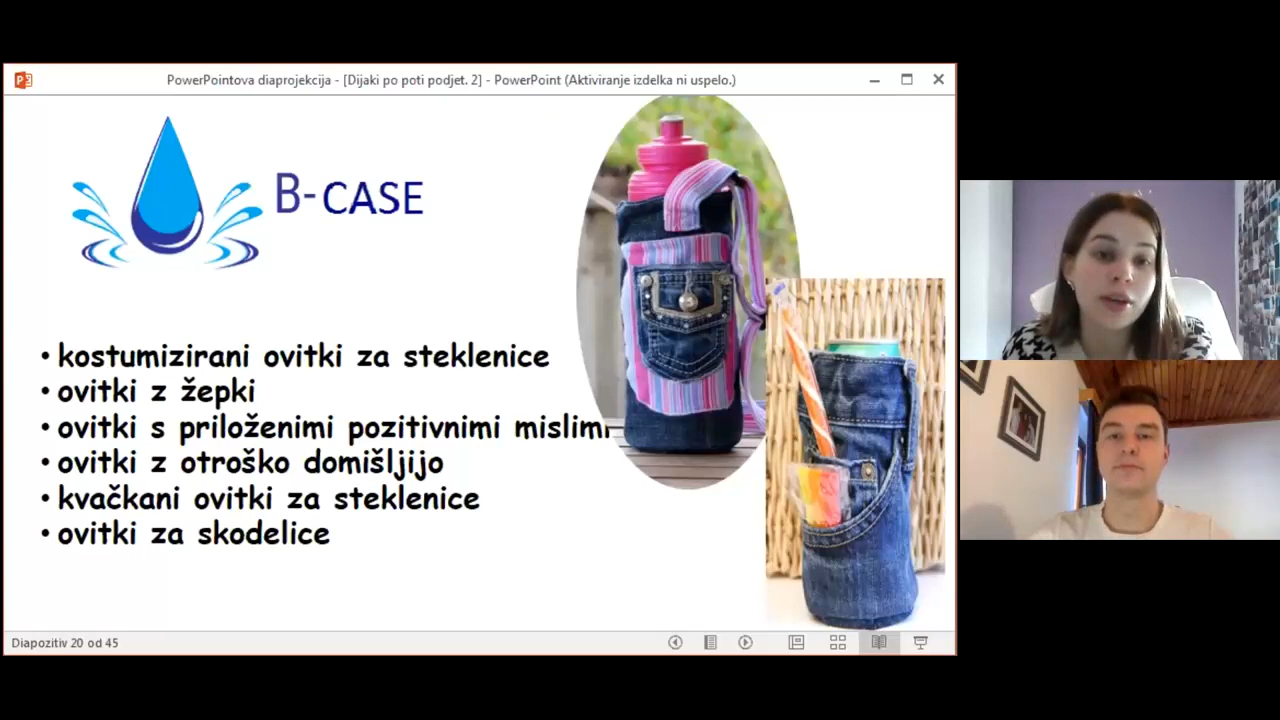 PowerPointova diaprojekcija - [Dijaki po poti podjet. 2] - PowerPoint (Aktiviranje izdelka ni uspelo.)
B-CASE
• kostumizirani ovitki za steklenice
• ovitki z žepki
• ovitki s priloženimi pozitivnimi mislimi
• ovitki z otroško domišljijo
• kvačkani ovitki za steklenice
• ovitki za skodelice
Diapozitiv 20 od 45